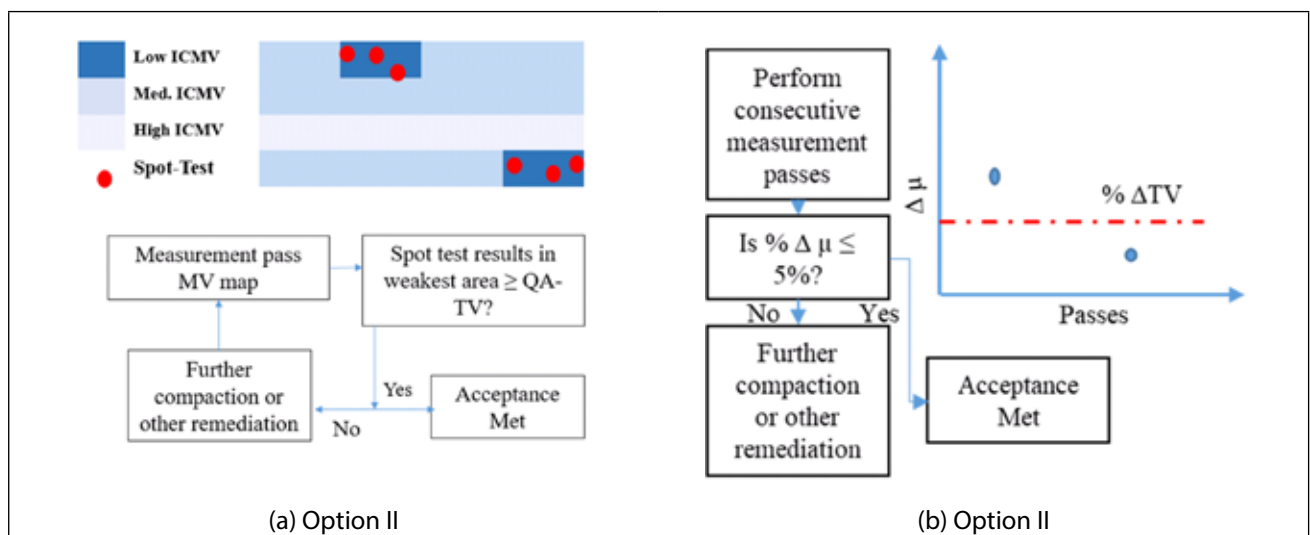 Low ICMV
Med. ICMV
High ICMV
Spot-Test
Measurement pass
MV map
Spot test results in
weakest area ≥ QA-
TV?
Further
compaction or
other remediation
Yes
No
Acceptance
Met
(a) Option II
Perform
consecutive
measurement
passes
Is % Δ μ ≤
5%?
No
Yes
Further
compaction
or other
remediation
Acceptance
Met
Δ μ
% ΔTV
Passes
(b) Option II